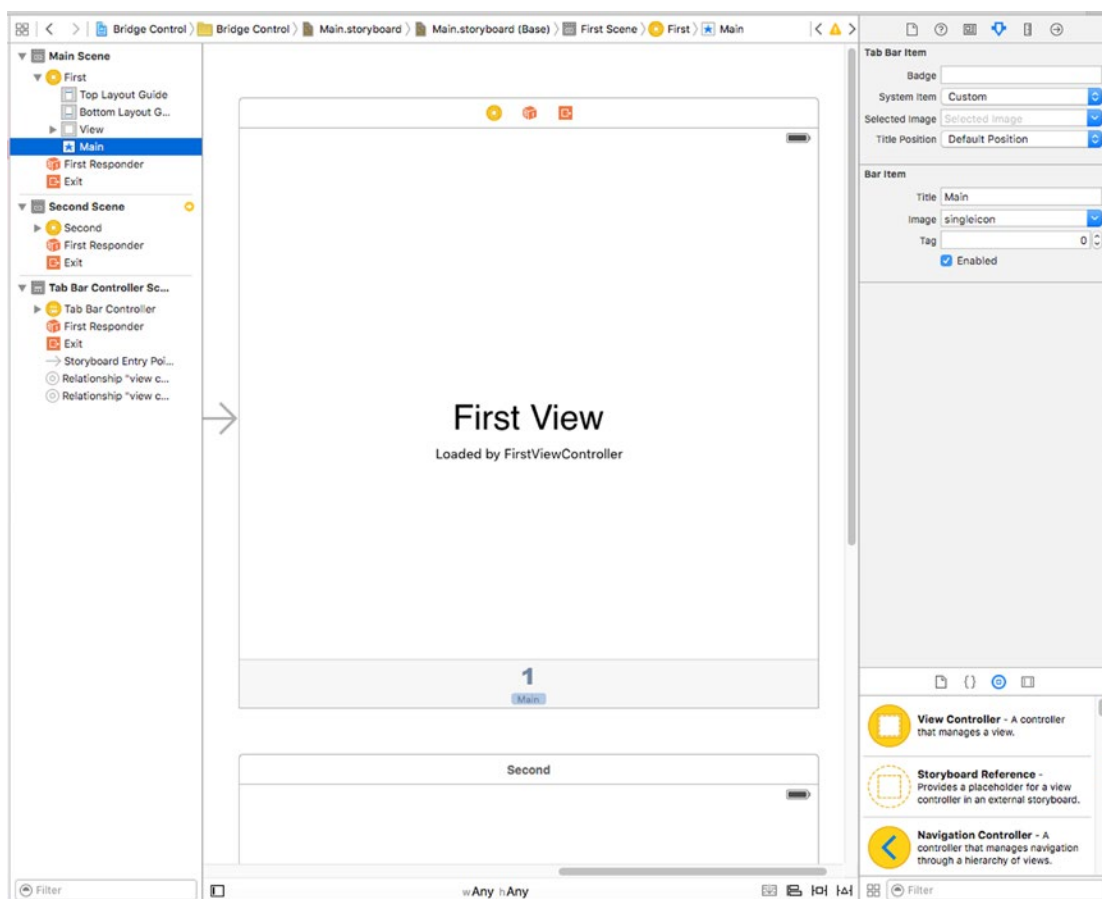 Bridge Control
Bridge Control
Main.storyboard
Main.storyboard (Base)
First Scene
First
Main
Main Scene
First
Top Layout Guide
Bottom Layout G...
View
Main
First Responder
Exit
Second Scene
Second
First Responder
Exit
Tab Bar Controller Sc...
Tab Bar Controller
First Responder
Exit
Storyboard Entry Poi...
Relationship "view c...
Relationship "view c...
Filter
First View
Loaded by FirstViewController
1
Main
Second
wAny hAny
Tab Bar Item
Badge
System Item Custom
Selected Image Selected Image
Title Position Default Position
Bar Item
Title Main
Image singleicon
Tag 0
Enabled
{}
View Controller - A controller
that manages a view.
Storyboard Reference -
Provides a placeholder for a view
controller in an external storyboard.
Navigation Controller - A
controller that manages navigation
through a hierarchy of views.
Filter